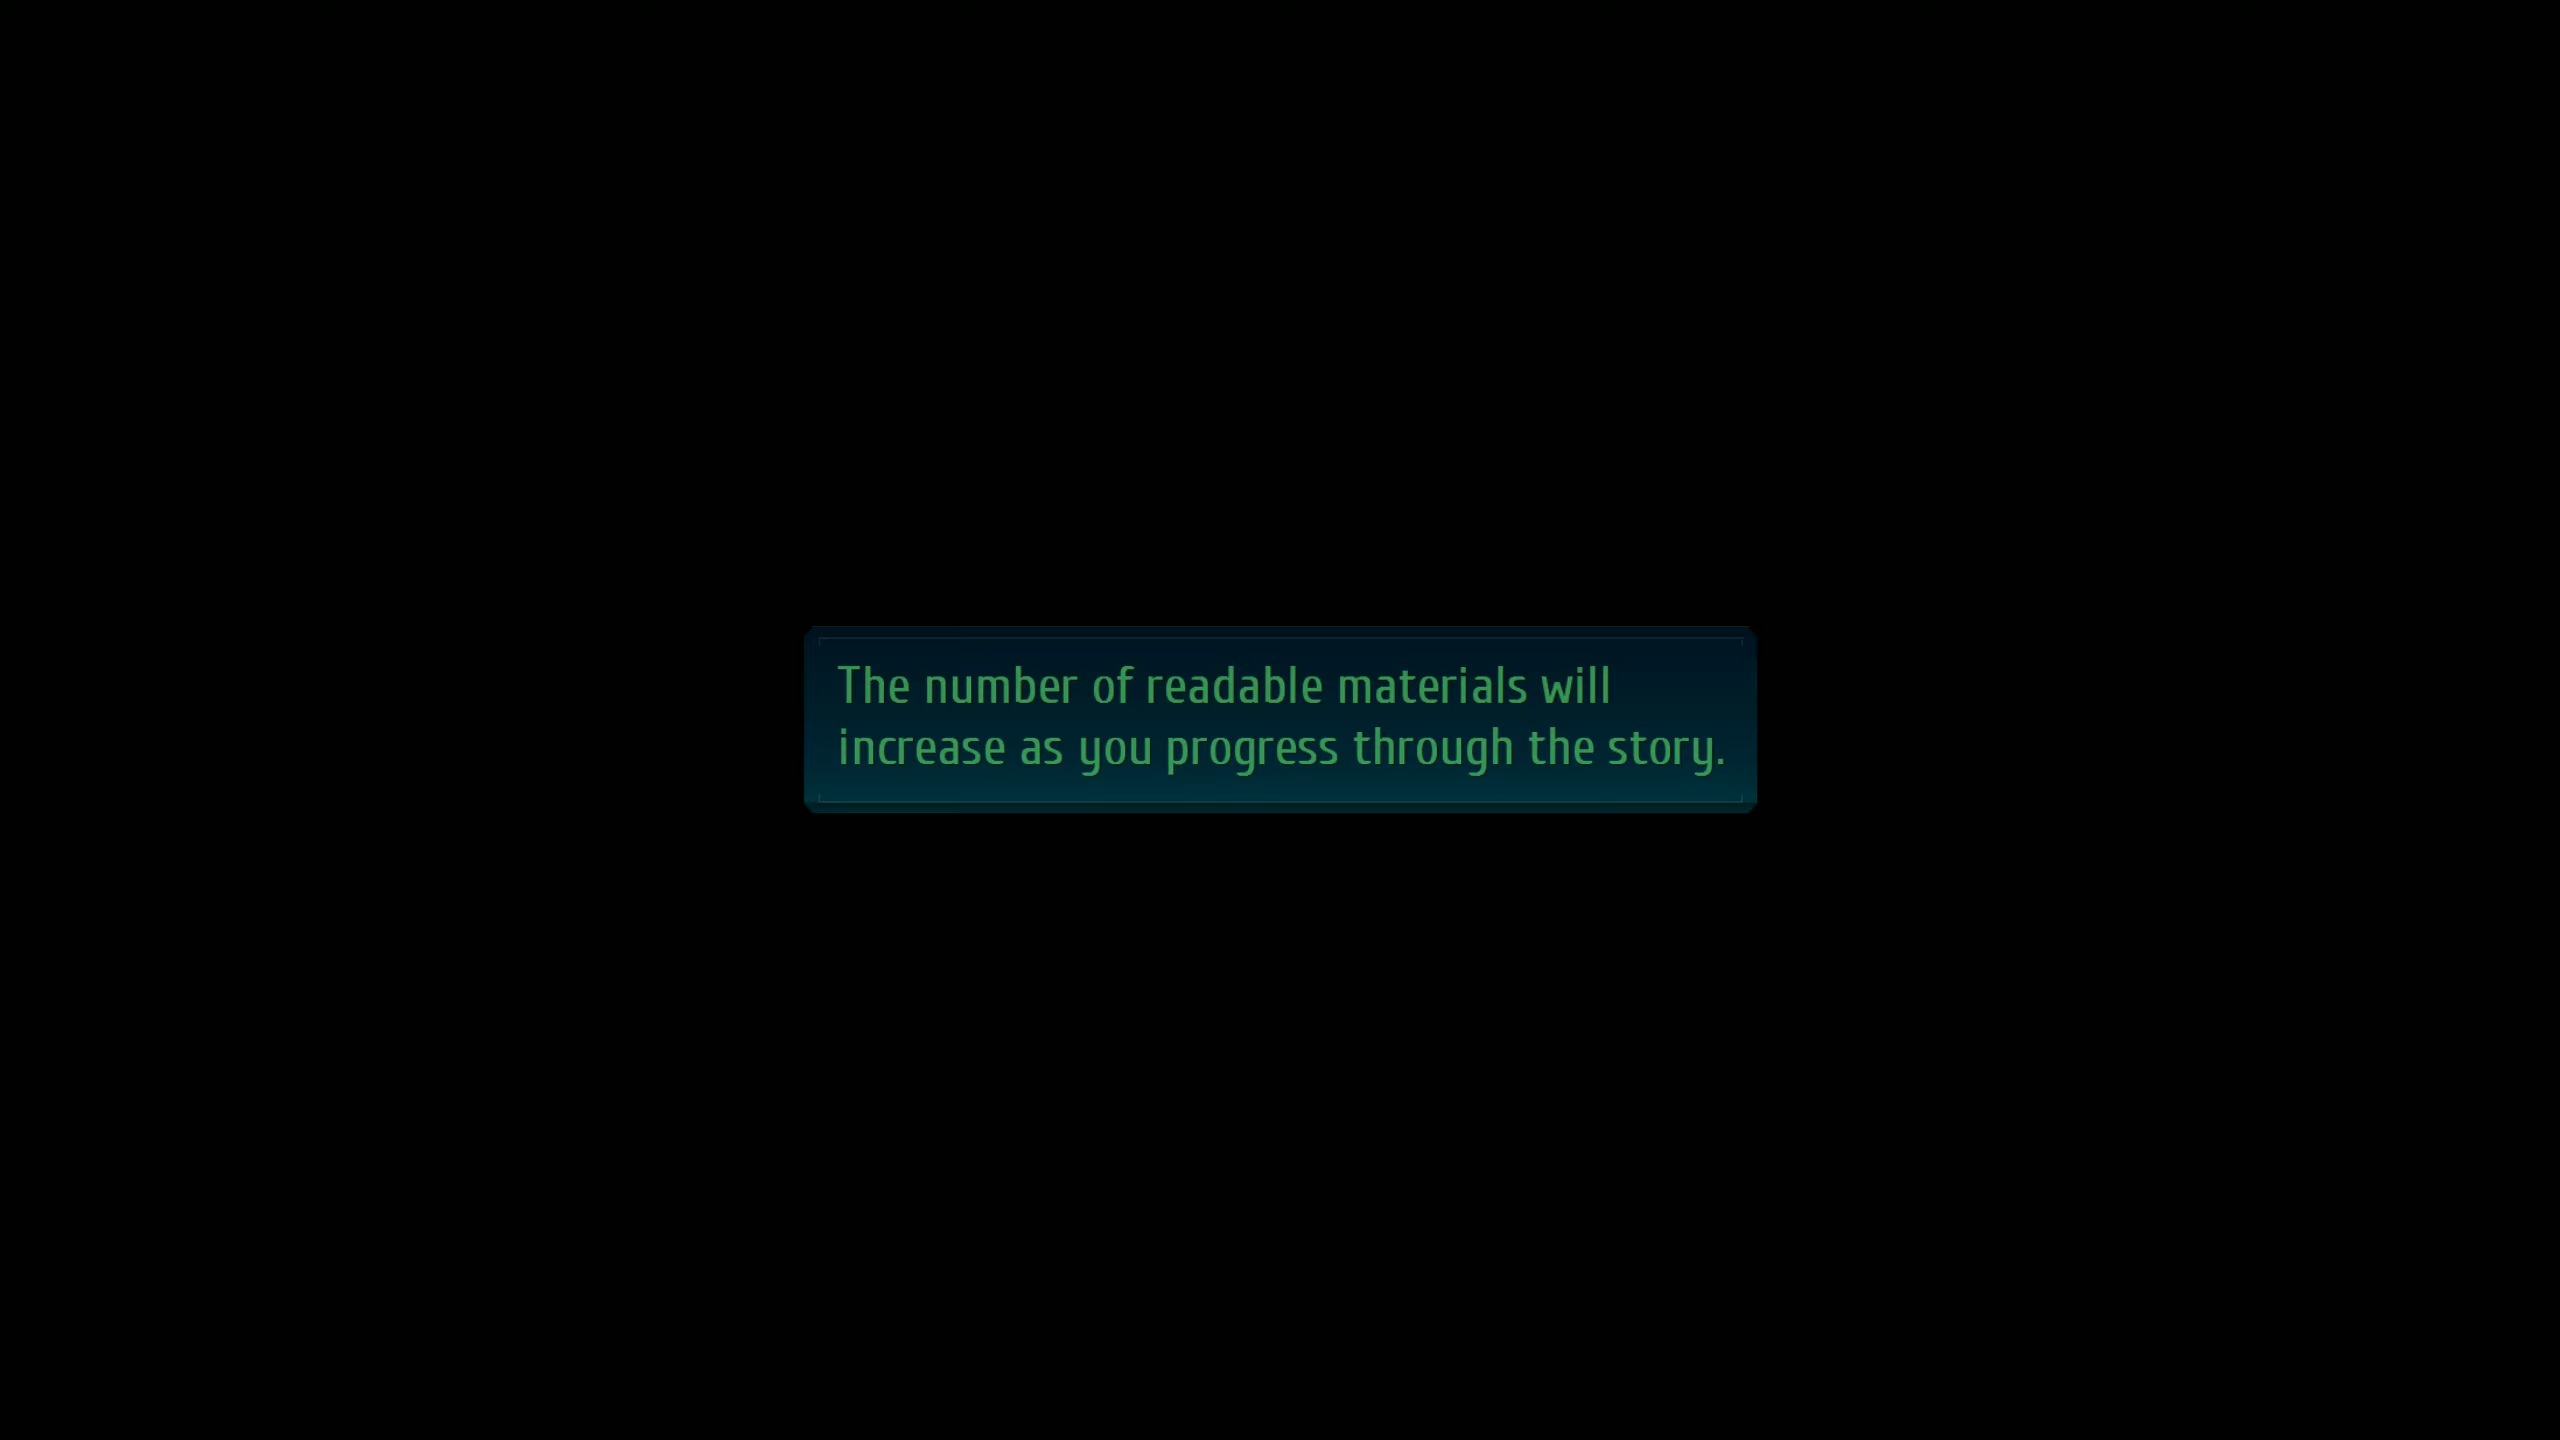 The number of readable materials will
increase as you progress through the story.